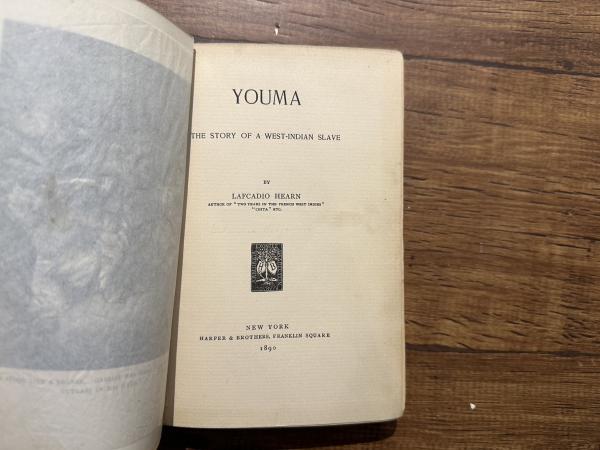 YOUMA
THE STORY OF A WEST-INDIAN SLAVE
BY
LAFCADIO HEARN
AUTHOR OF "TWO YEARS IN THE FRENCH WEST INDIES"
"CHITA" ETC.
NEW YORK
HARPER & BROTHERS, FRANKLIN SQUARE
1890